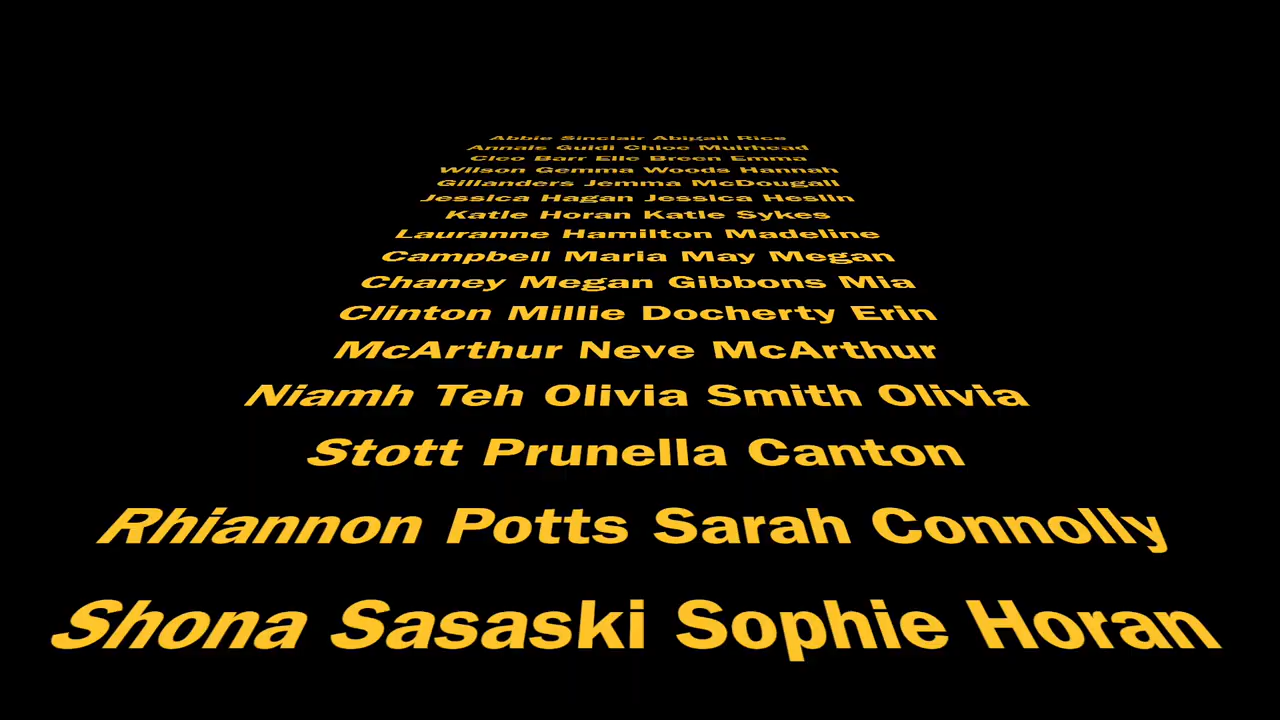 Abbie Sinclair Abigail Rice
Annais Guidi Chloe Muirhead
Cleo Barr Elle Breen Emma
Wilson Gemma Woods Hannah
Gillanders Jemma McDougall
Jessica Hagan Jessica Heslin
Katie Horan Katie Sykes
Lauranne Hamilton Madeline
Campbell Maria May Megan
Chaney Megan Gibbons Mia
Clinton Millie Docherty Erin
McArthur Neve McArthur
Niamh Teh Olivia Smith Olivia
Stott Prunella Canton
Rhiannon Potts Sarah Connolly
Shona Sasaski Sophie Horan